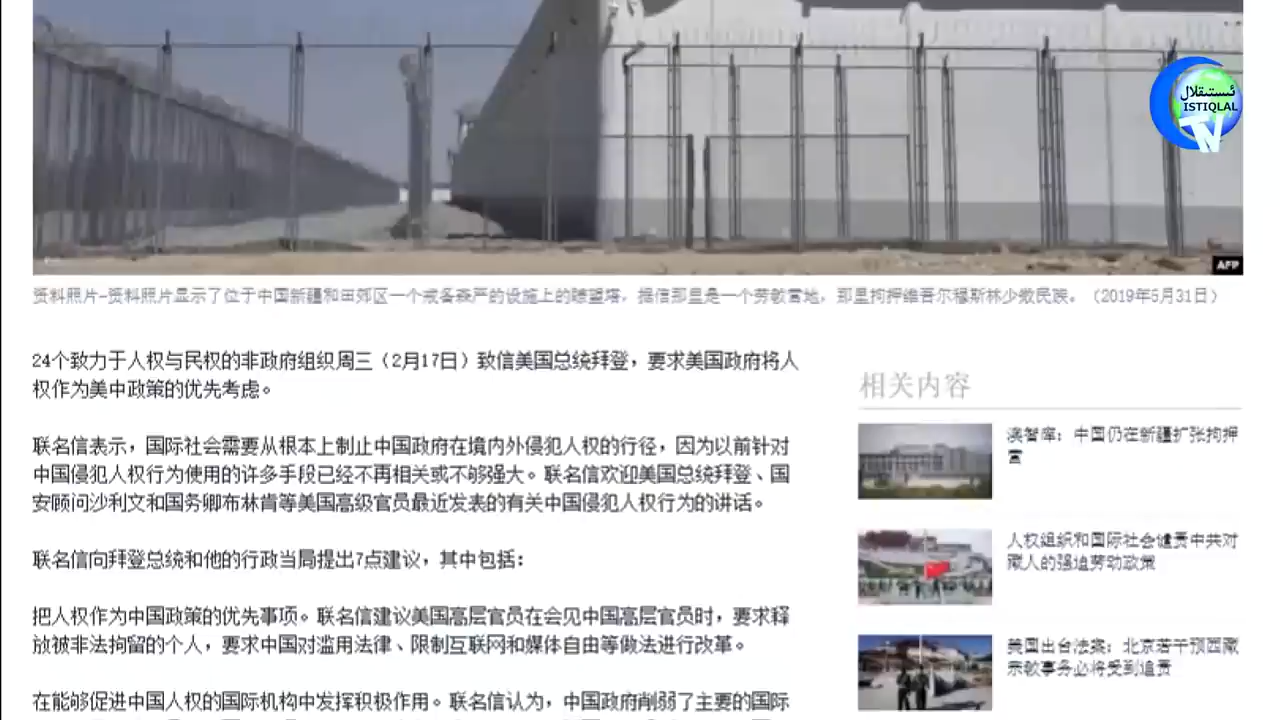 ئىستىقلال
ISTIQLAL
TV
AFP
资料照片-资料照片显示了位于中国新疆和田郊区一个戒备森严的设施上的瞭望塔，据信那里是一个劳教营地，那里拘押维吾尔穆斯林少数民族。（2019年5月31日）
24个致力于人权与民权的非政府组织周三（2月17日）致信美国总统拜登，要求美国政府将人
权作为美中政策的优先考虑。
联名信表示，国际社会需要从根本上制止中国政府在境内外侵犯人权的行径，因为以前针对
中国侵犯人权行为使用的许多手段已经不再相关或不够强大。联名信欢迎美国总统拜登、国
安顾问沙利文和国务卿布林肯等美国高级官员最近发表的有关中国侵犯人权行为的讲话。
联名信向拜登总统和他的行政当局提出7点建议，其中包括：
把人权作为中国政策的优先事项。联名信建议美国高层官员在会见中国高层官员时，要求释
放被非法拘留的个人，要求中国对滥用法律、限制互联网和媒体自由等做法进行改革。
在能够促进中国人权的国际机构中发挥积极作用。联名信认为，中国政府削弱了主要的国际
相关内容
澳智库：中国仍在新疆扩张拘押
营
人权组织和国际社会谴责中共对
藏人的强迫劳动政策
美国出台法案：北京若干预西藏
宗教事务必将受到追责